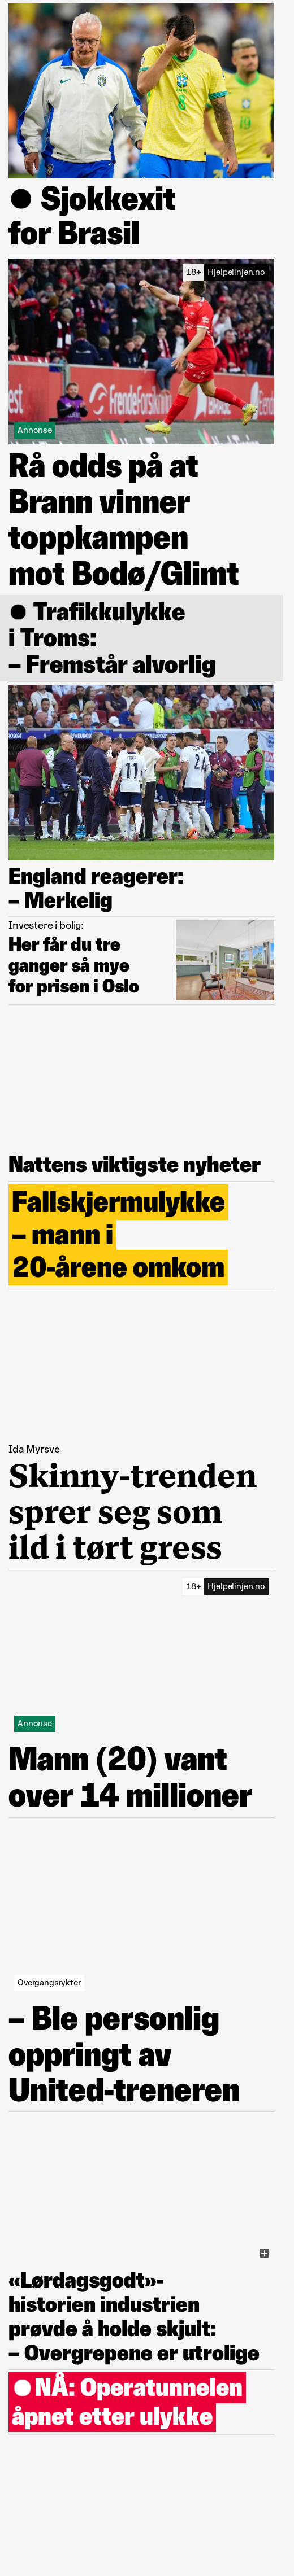 Sjokkexit
for Brasil
18+ Hjelpelinjen.no
Frende Forsikring
Annonse
Rå odds på at
Brann vinner
toppkampen
mot Bodø/Glimt
Trafikkulykke
i Troms:
– Fremstår alvorlig
11
24
England reagerer:
– Merkelig
Investere i bolig:
Her får du tre
ganger så mye
for prisen i Oslo
Nattens viktigste nyheter
Fallskjermulykke
– mann i
20-årene omkom
Ida Myrsve
Skinny-trenden
sprer seg som
ild i tørt gress
18+ Hjelpelinjen.no
Annonse
Mann (20) vant
over 14 millioner
Overgangsrykter
– Ble personlig
oppringt av
United-treneren
«Lørdagsgodt»-
historien industrien
prøvde å holde skjult:
– Overgrepene er utrolige
NÅ: Operatunnelen
åpnet etter ulykke